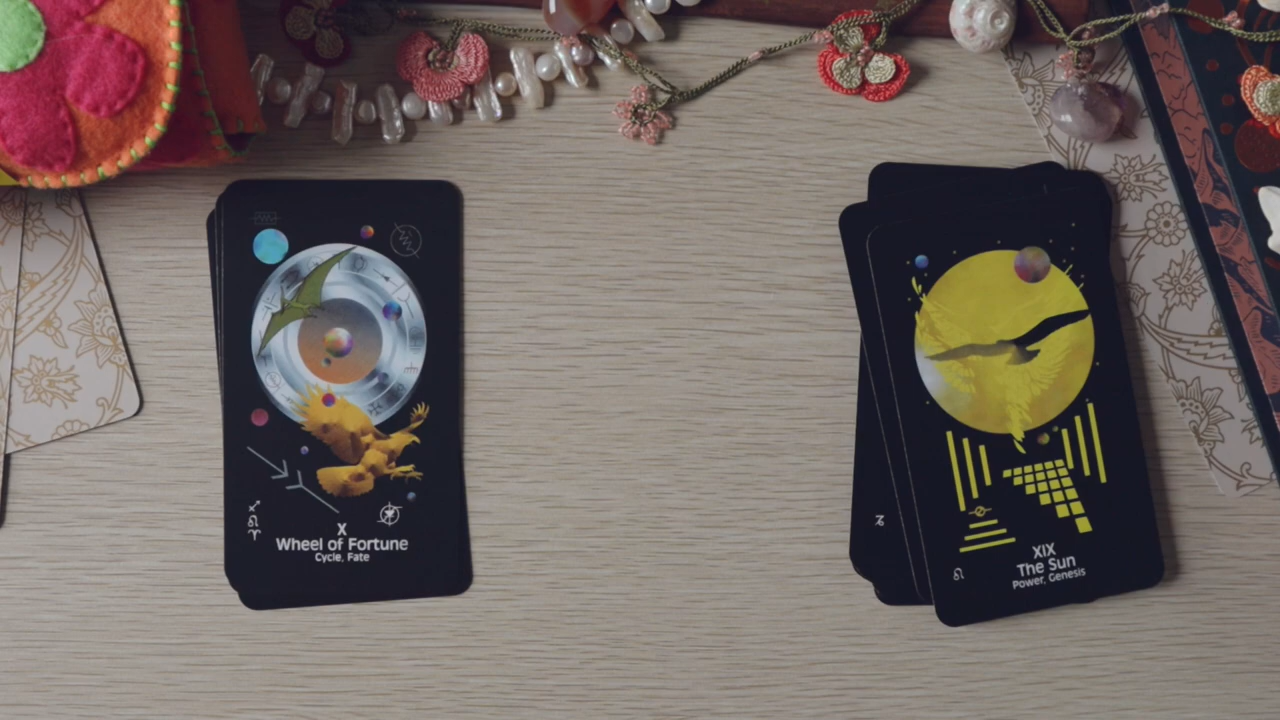 X
Wheel of Fortune
Cycle, Fate
XIX
The Sun
Power, Genesis